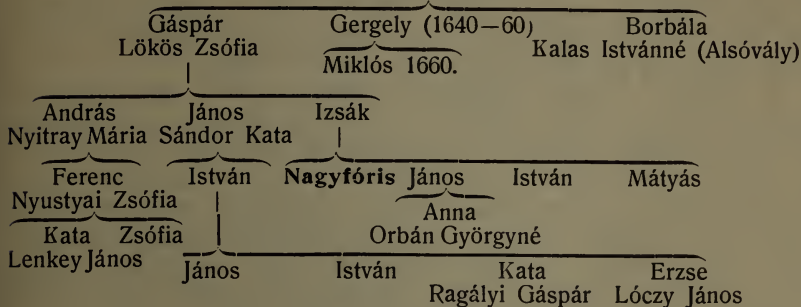 Gáspár Gergely (1640—60) Borbála
Lökös Zsófia Miklós 1660. Kalas Istvánné (Alsóvály)
András János Izsák
Nyitray Mária Sándor Kata
Ferenc István Nagyfóris János István Mátyás
Nyustyai Zsófia Anna
Kata Zsófia Orbán Györgyné
Lenkey János János István Kata Erzse
Ragályi Gáspár Lóczy János